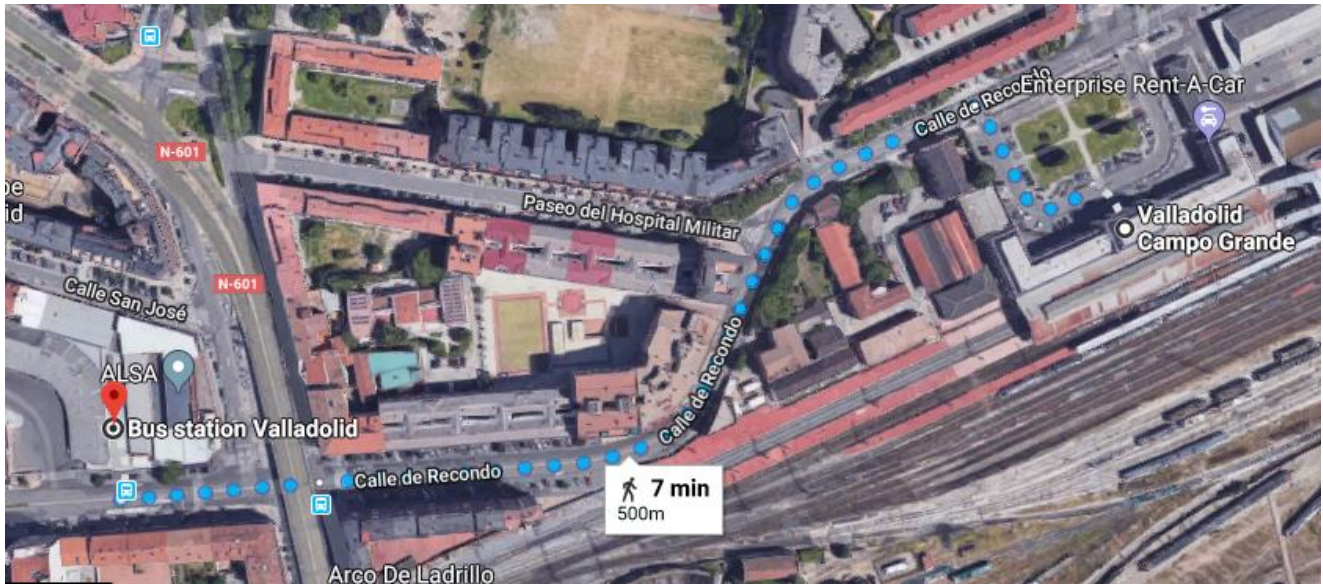 Enterprise Rent-A-Car
Calle de Recondo
N-601
Paseo del Hospital Militar
Valladolid
Campo Grande
N-601
Calle San José
ALSA
Bus station Valladolid
Calle de Recondo
Calle de Recondo
7 min
500m
Arco De Ladrillo